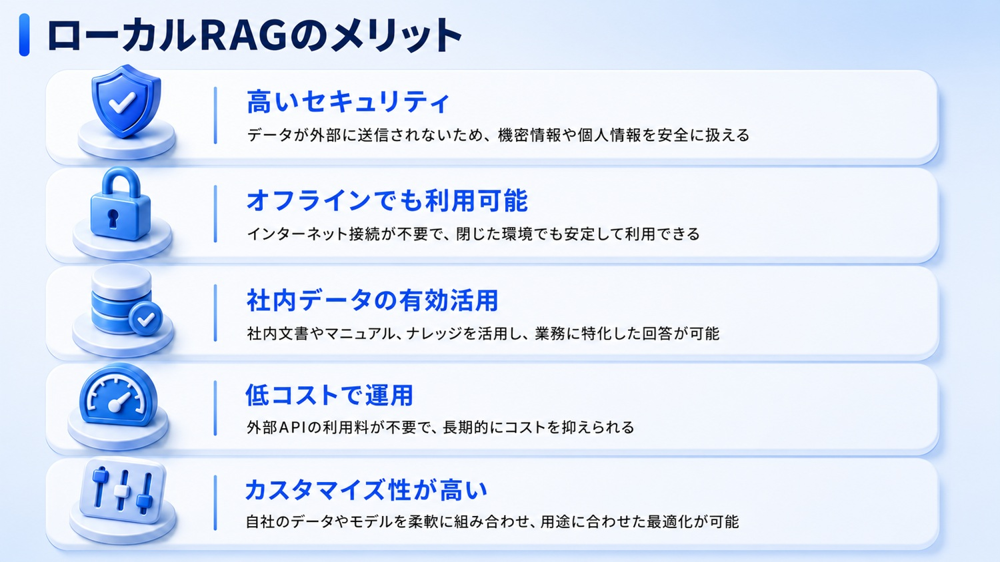 ローカルRAGのメリット
高いセキュリティ
データが外部に送信されないため、機密情報や個人情報を安全に扱える
オフラインでも利用可能
インターネット接続が不要で、閉じた環境でも安定して利用できる
社内データの有効活用
社内文書やマニュアル、ナレッジを活用し、業務に特化した回答が可能
低コストで運用
外部APIの利用料が不要で、長期的にコストを抑えられる
カスタマイズ性が高い
自社のデータやモデルを柔軟に組み合わせ、用途に合わせた最適化が可能